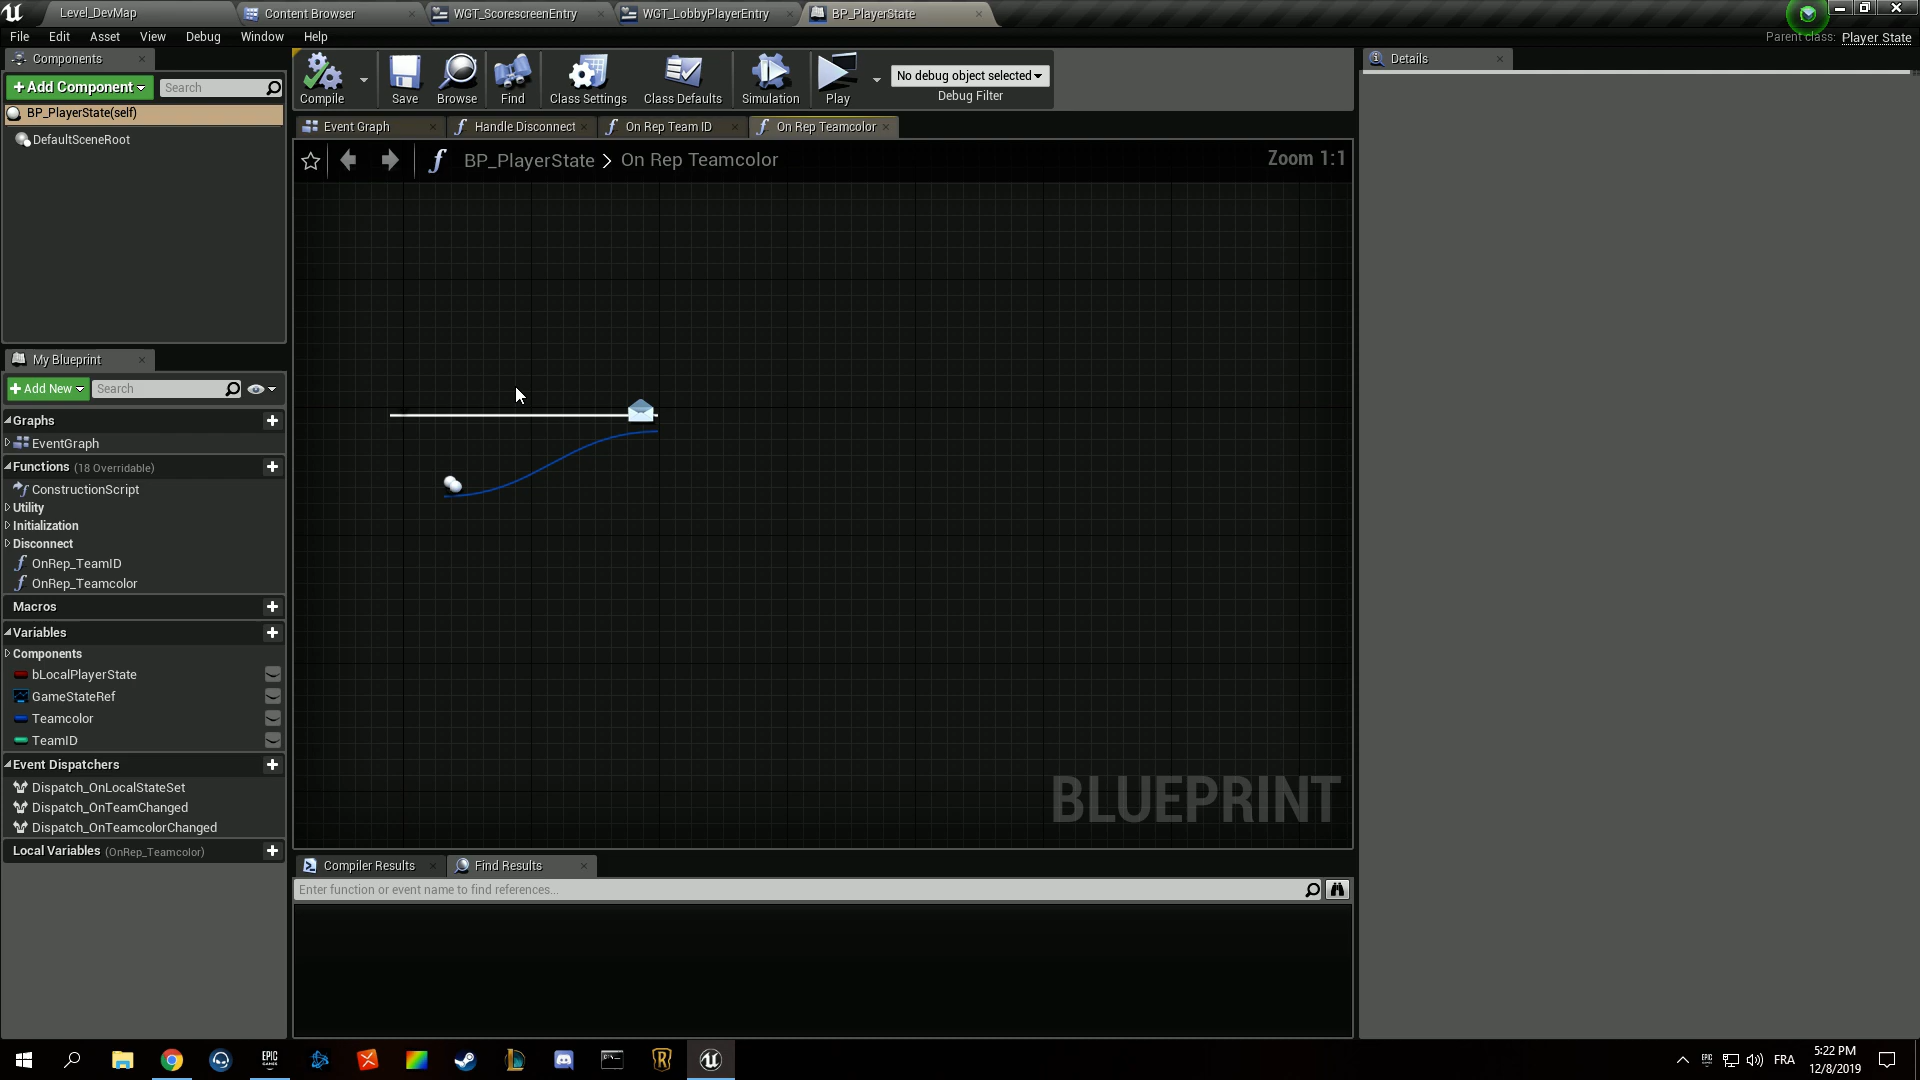 Level_DevMap
Content Browser
WGT_ScorescreenEntry
WGT_LobbyPlayerEntry
BP_PlayerState
File Edit Asset View Debug Window Help
Parent class: Player State
Components
+Add Component
Search
BP_PlayerState(self)
DefaultSceneRoot
Compile
Save
Browse
Find
Class Settings
Class Defaults
Simulation
Play
No debug object selected
Debug Filter
Details
Event Graph
Handle Disconnect
On Rep Team ID
On Rep Teamcolor
BP_PlayerState > On Rep Teamcolor
Zoom 1:1
BLUEPRINT
My Blueprint
+Add New
Search
Graphs
EventGraph
Functions (18 Overridable)
ConstructionScript
Utility
Initialization
Disconnect
OnRep_TeamID
OnRep_Teamcolor
Macros
Variables
Components
bLocalPlayerState
GameStateRef
Teamcolor
TeamID
Event Dispatchers
Dispatch_OnLocalStateSet
Dispatch_OnTeamChanged
Dispatch_OnTeamcolorChanged
Local Variables (OnRep_Teamcolor)
Compiler Results
Find Results
Enter function or event name to find references...
EPIC
GAMES
FRA
5:22 PM
12/8/2019